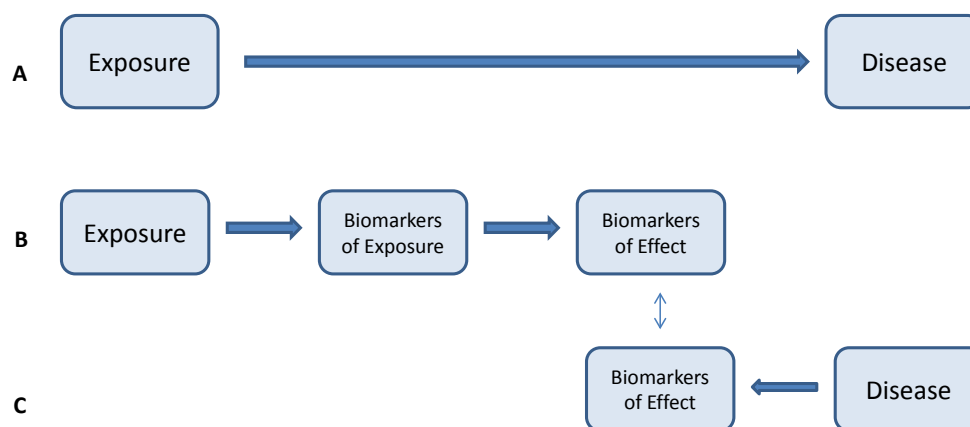 A
Exposure
Disease
B
Exposure
Biomarkers
of Exposure
Biomarkers
of Effect
C
Biomarkers
of Effect
Disease